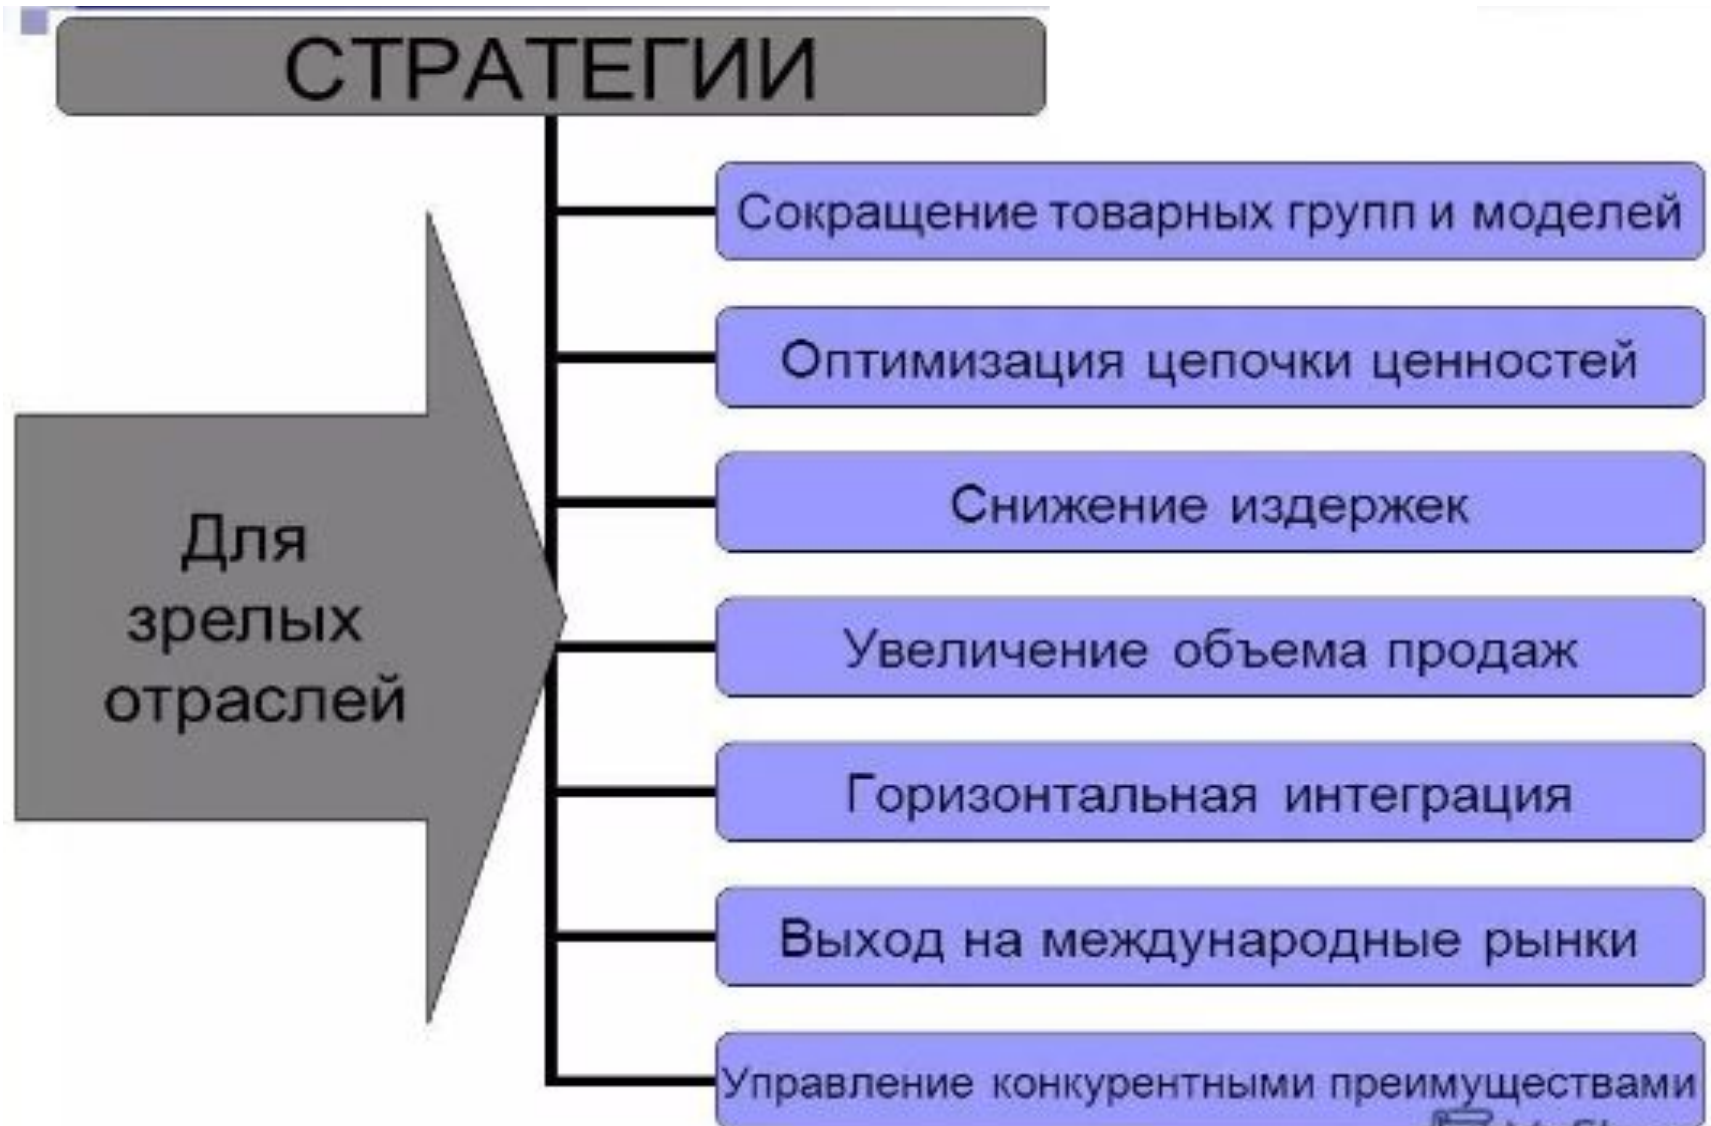 СТРАТЕГИИ
Для
зрелых
отраслей
Сокращение товарных групп и моделей
Оптимизация цепочки ценностей
Снижение издержек
Увеличение объема продаж
Горизонтальная интеграция
Выход на международные рынки
Управление конкурентными преимуществами